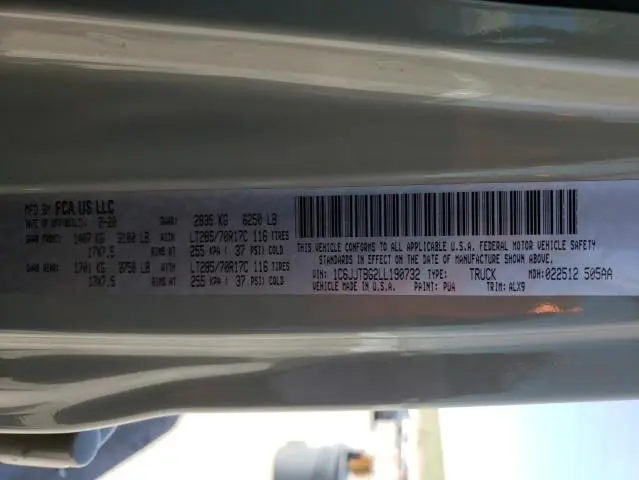 MFD BY FCA US LLC
DATE OF MFR 2-20 GVWR: 2835 KG 6250 LB
GAWR FRONT: 1407 KG 3100 LB WITH LT285/70R17C 116 TIRES
17X7.5 RIMS AT 255 KPA ( 37 PSI) COLD
GAWR REAR: 1701 KG 3750 LB WITH LT285/70R17C 116 TIRES
17X7.5 RIMS AT 255 KPA ( 37 PSI) COLD
THIS VEHICLE CONFORMS TO ALL APPLICABLE U.S.A. FEDERAL MOTOR VEHICLE SAFETY
STANDARDS IN EFFECT ON THE DATE OF MANUFACTURE SHOWN ABOVE.
VIN: 1C6JJTBG2LL190732 TYPE: TRUCK MDH: 022512 505AA
VEHICLE MADE IN U.S.A. PAINT: PUA TRIM: ALX9